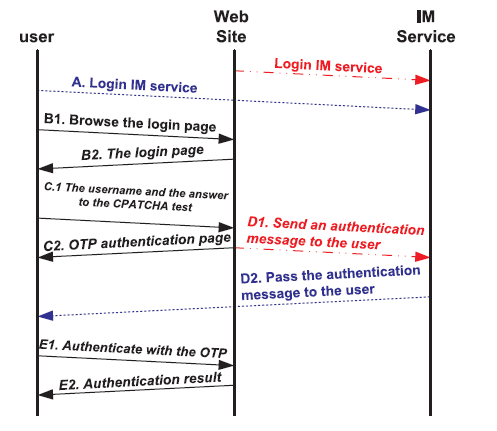 Web
IM
user
Site
Service
Login IM service
A. Login IM service
B1. Browse the login page
B2. The login page
C.1 The username and the answer
to the CPATCHA test
D1. Send an authentication
message to the user
C2. OTP authentication page
D2. Pass the authentication
message to the user
E1. Authenticate with the OTP
E2. Authentication result